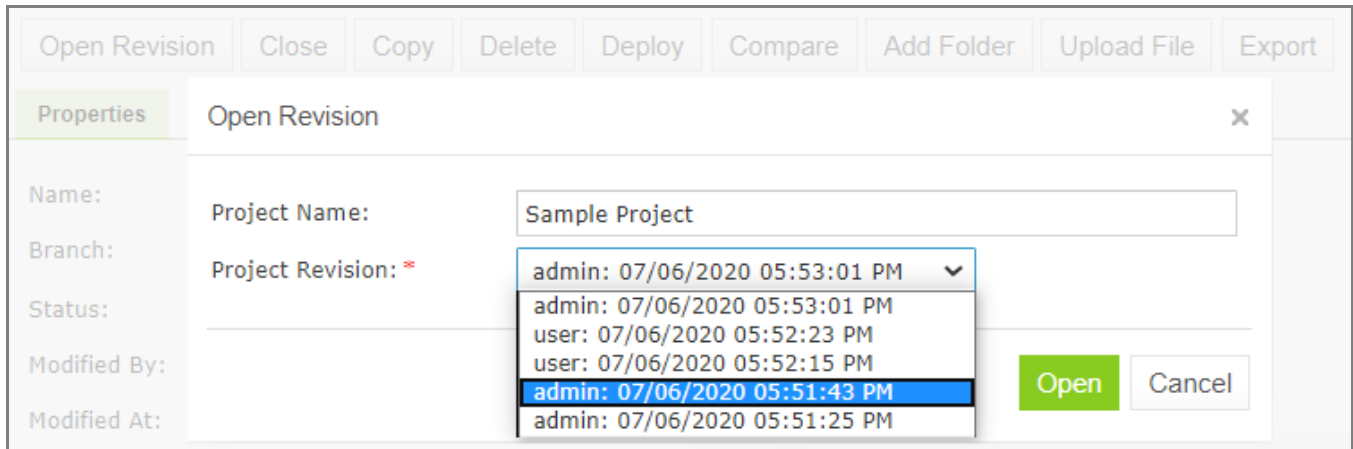 Open Revision Close Copy Delete Deploy Compare Add Folder Upload File Export
Properties Open Revision ×
Name:
Project Name: Sample Project
Branch:
Project Revision: * admin: 07/06/2020 05:53:01 PM
admin: 07/06/2020 05:53:01 PM
Status:
user: 07/06/2020 05:52:23 PM
user: 07/06/2020 05:52:15 PM
Modified By:
admin: 07/06/2020 05:51:43 PM
Open Cancel
Modified At:
admin: 07/06/2020 05:51:25 PM